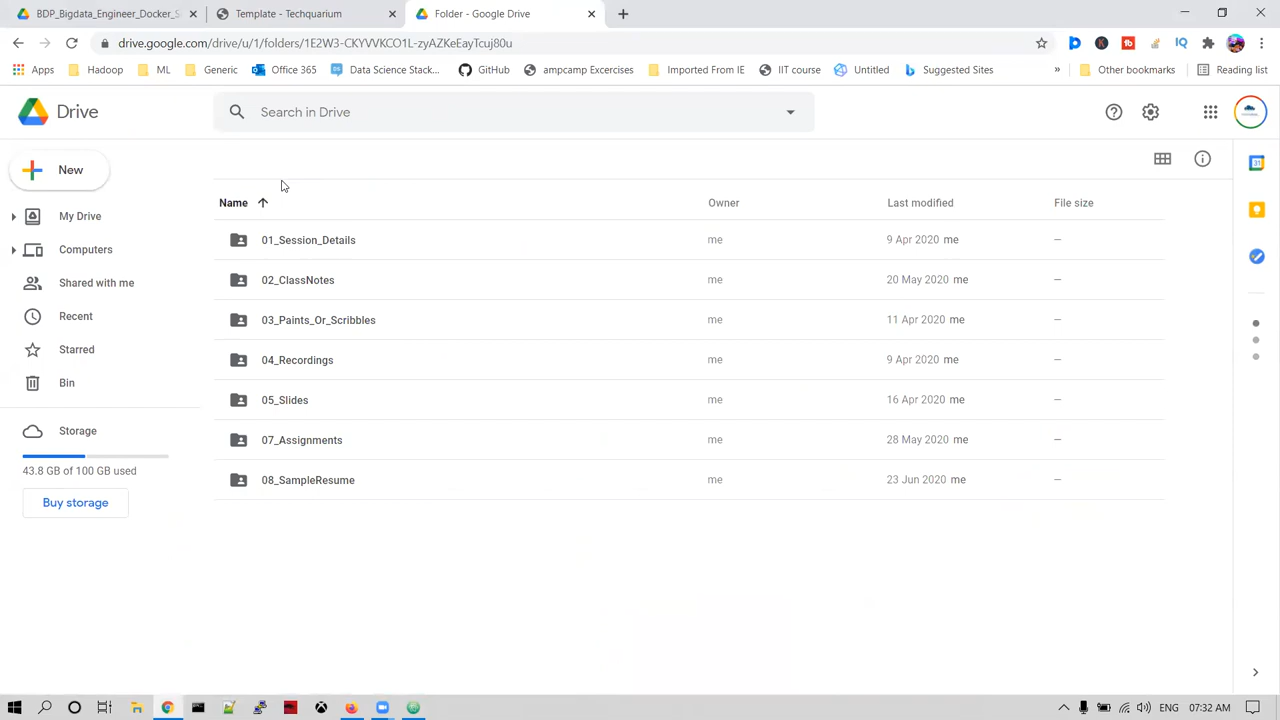 BDP_Bigdata_Engineer_Docker_S
Template - Techquarium
Folder - Google Drive
drive.google.com/drive/u/1/folders/1E2W3-CKYVVKCO1L-zyAZKeEayTcuj80u
Apps
Hadoop
ML
Generic
Office 365
Data Science Stack...
GitHub
ampcamp Excercises
Imported From IE
IIT course
Untitled
Suggested Sites
»
Other bookmarks
Reading list
Drive
Search in Drive
New
My Drive
Computers
Shared with me
Recent
Starred
Bin
Storage
43.8 GB of 100 GB used
Buy storage
Name Owner Last modified File size
01_Session_Details me 9 Apr 2020 me –
02_ClassNotes me 20 May 2020 me –
03_Paints_Or_Scribbles me 11 Apr 2020 me –
04_Recordings me 9 Apr 2020 me –
05_Slides me 16 Apr 2020 me –
07_Assignments me 28 May 2020 me –
08_SampleResume me 23 Jun 2020 me –
ENG 07:32 AM